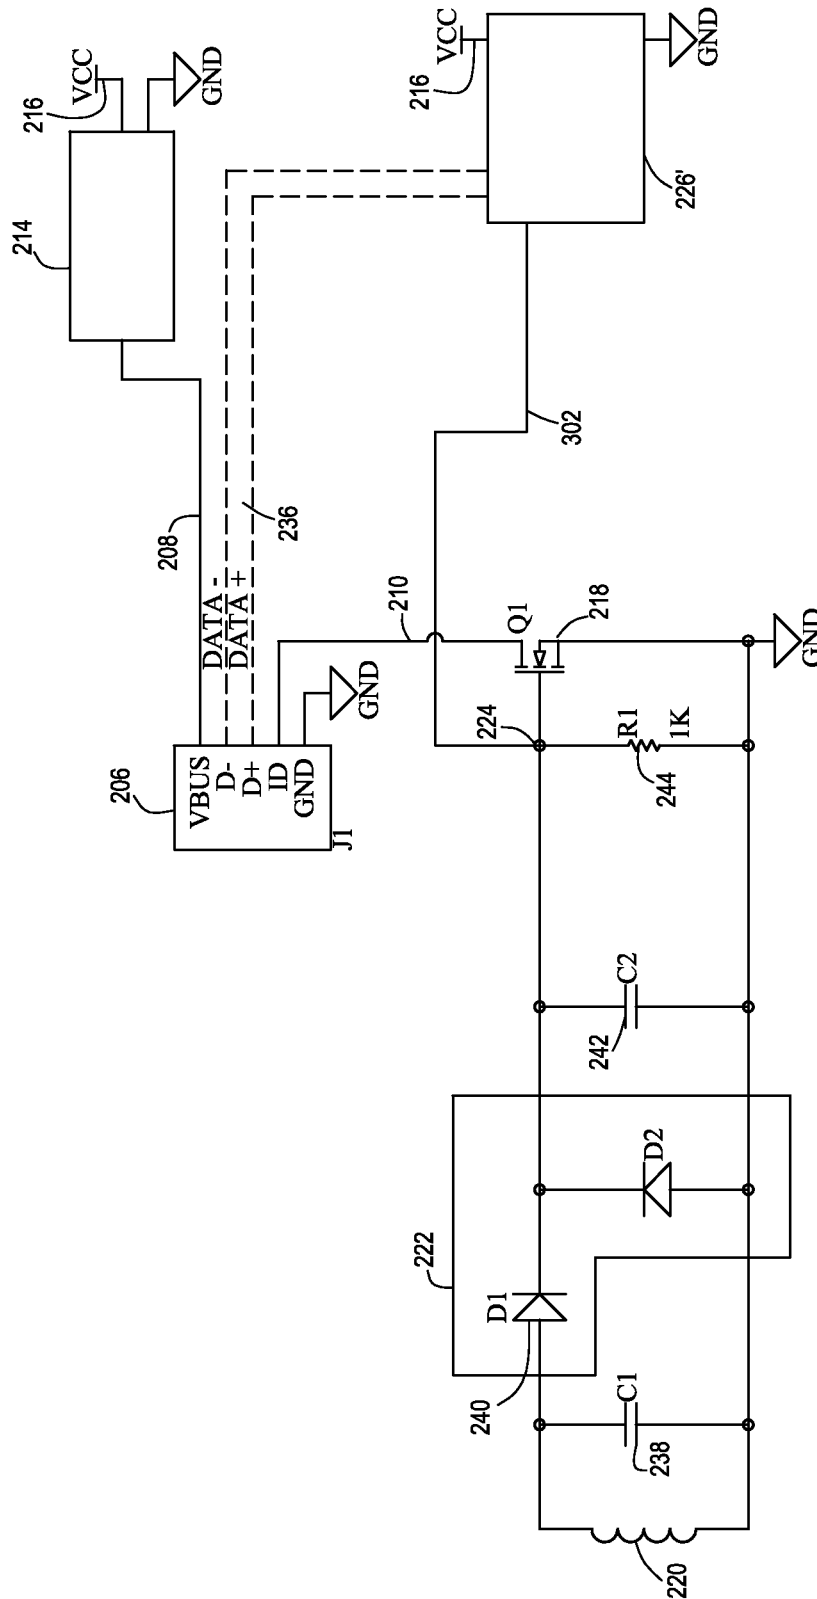 214
216
VCC
GND
208
206
VBUS
D-
D+
ID
GND
J1
DATA -
DATA +
236
GND
210
216
VCC
226'
GND
302
224
Q1
218
R1
1K
244
GND
C2
242
222
D1
240
D2
C1
238
220